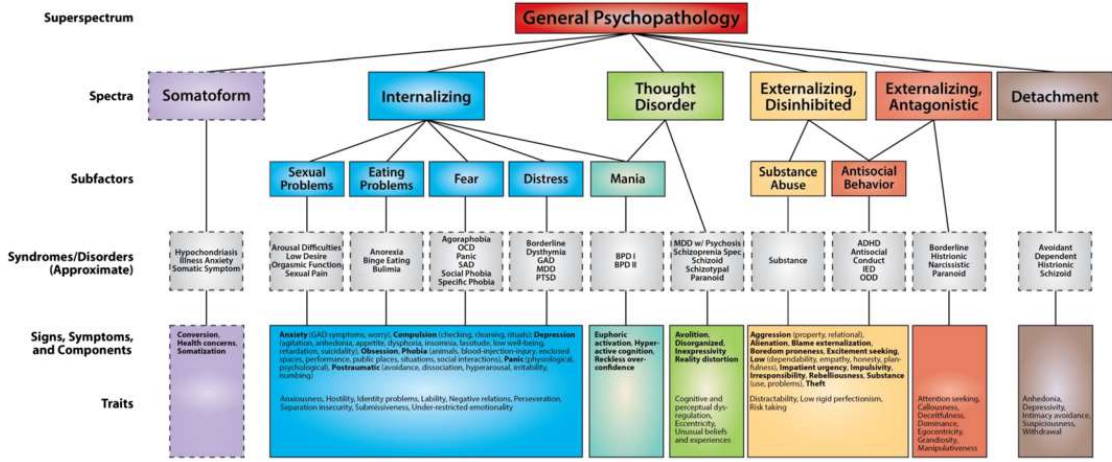 Superspectrum
General Psychopathology
Spectra
Somatoform
Internalizing
Thought
Disorder
Externalizing,
Disinhibited
Externalizing,
Antagonistic
Detachment
Subfactors
Sexual
Problems
Eating
Problems
Fear
Distress
Mania
Substance
Abuse
Antisocial
Behavior
Syndromes/Disorders
(Approximate)
Hypochondriasis
Illness Anxiety
Somatic Symptom
Arousal Difficulties
Low Desire
Orgasmic Function
Sexual Pain
Anorexia
Binge Eating
Bulimia
Agoraphobia
OCD
Panic
SAD
Social Phobia
Specific Phobia
Borderline
Dysthymia
GAD
MDD
PTSD
BPD I
BPD II
MDD w/ Psychosis
Schizoprenia Spec
Schizoid
Schizotypal
Paranoid
Substance
ADHD
Antisocial
Conduct
IED
ODD
Borderline
Histrionic
Narcissistic
Paranoid
Avoidant
Dependent
Histrionic
Schizoid
Signs, Symptoms,
and Components
Conversion,
Health concerns,
Somatization
Anxiety (GAD symptoms, worry), Compulsion (checking, cleaning, rituals), Depression
(agitation, anhedonia, appetite, dysphoria, insomnia, lassitude, low well-being,
retardation, suicidality), Obsession, Phobia (animals, blood-injection-injury, enclosed
spaces, performance, public places, situations, social interactions), Panic (physiological,
psychological), Postraumatic (avoidance, dissociation, hyperarousal, irritability,
numbing)
Euphoric
activation, Hyper-
active cognition,
Reckless over-
confidence
Avolition,
Disorganized,
Inexpressivity
Reality distortion
Aggression (property, relational),
Alienation, Blame externalization,
Boredom proneness, Excitement seeking,
Low (dependability, empathy, honesty, plan-
fulness), Impatient urgency, Impulsivity,
Irresponsibility, Rebelliousness, Substance
(use, problems), Theft
Traits
Anxiousness, Hostility, Identity problems, Lability, Negative relations, Perseveration,
Separation insecurity, Submissiveness, Under-restricted emotionality
Cognitive and
perceptual dys-
regulation,
Eccentricity,
Unusual beliefs
and experiences
Distractability, Low rigid perfectionism,
Risk taking
Attention seeking,
Callousness,
Deceitfulness,
Dominance,
Egocentricity,
Grandiosity,
Manipulativeness
Anhedonia,
Depressivity,
Intimacy avoidance,
Suspiciousness,
Withdrawal